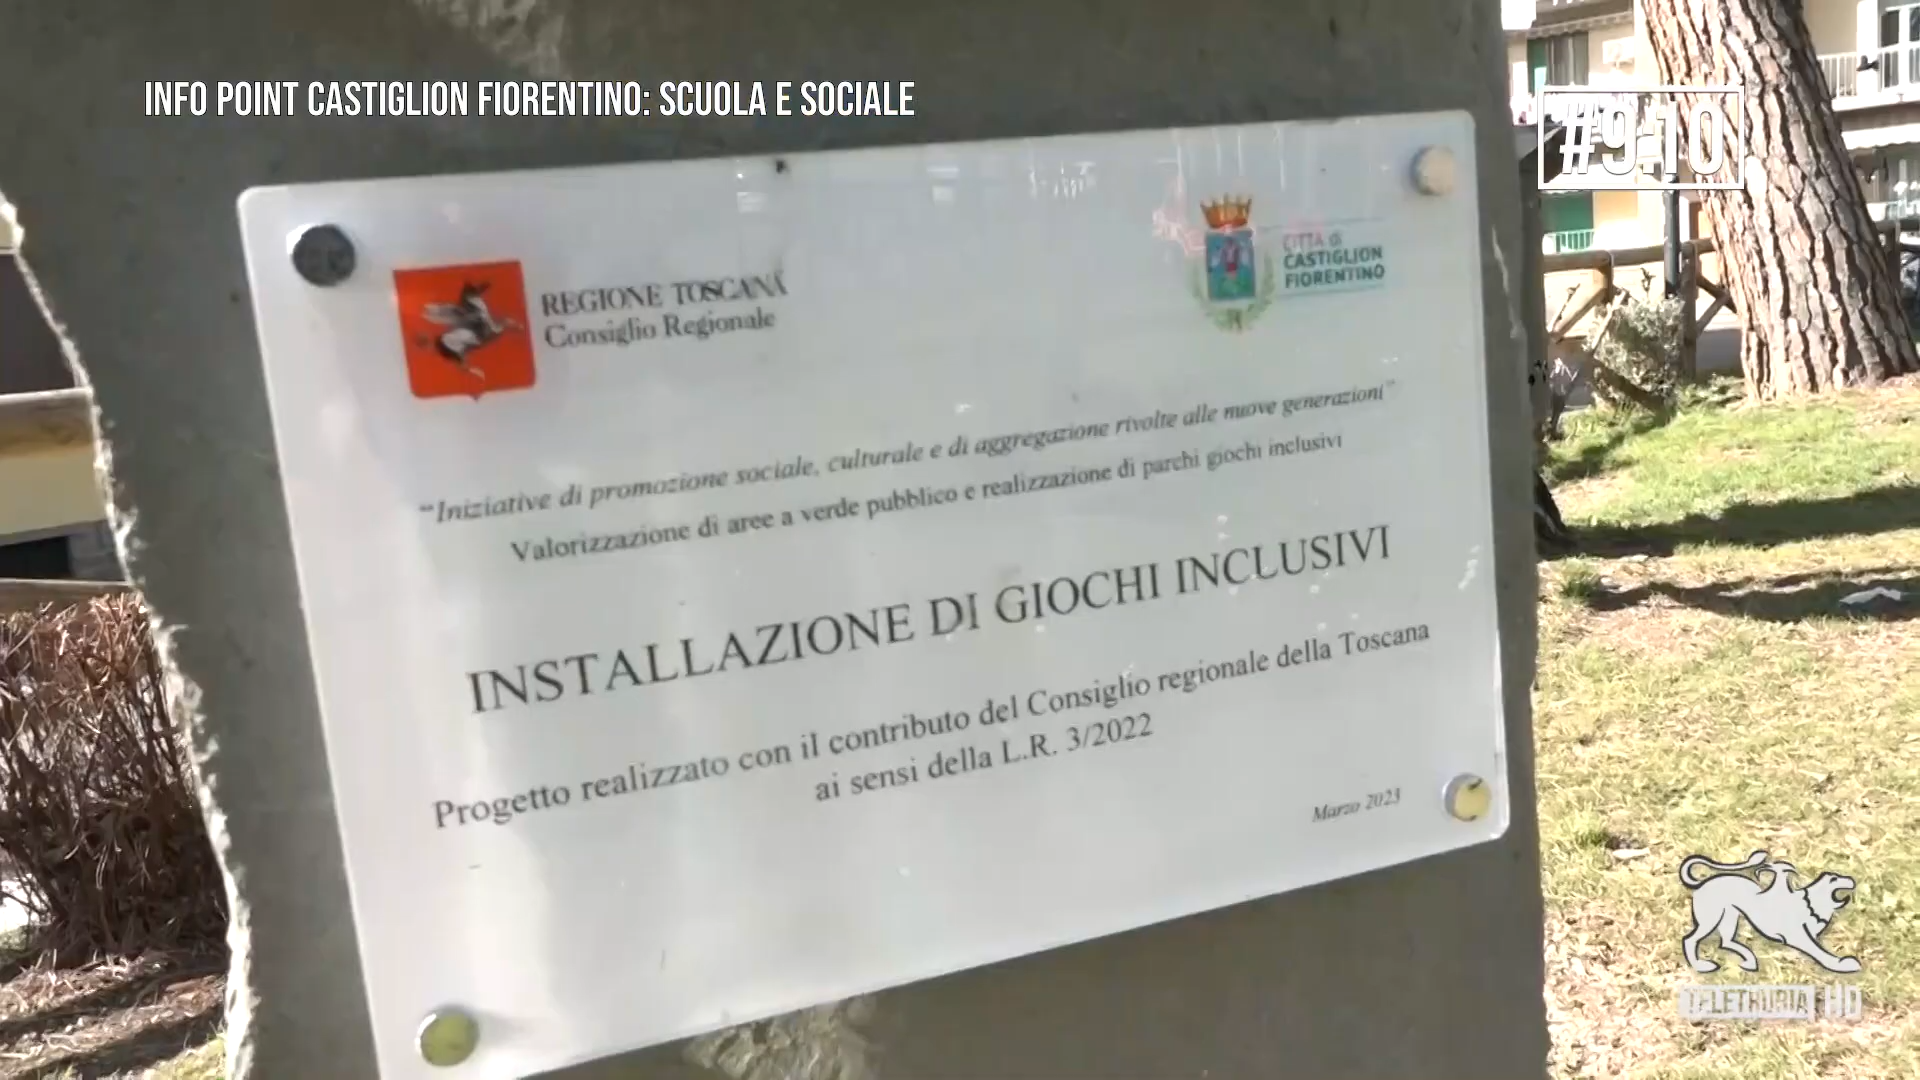 INFO POINT CASTIGLION FIORENTINO: SCUOLA E SOCIALE
#9.10
REGIONE TOSCANA
Consiglio Regionale
CITTÀ di
CASTIGLION
FIORENTINO
"Iniziative di promozione sociale, culturale e di aggregazione rivolte alle nuove generazioni"
Valorizzazione di aree a verde pubblico e realizzazione di parchi giochi inclusivi
INSTALLAZIONE DI GIOCHI INCLUSIVI
Progetto realizzato con il contributo del Consiglio regionale della Toscana
ai sensi della L.R. 3/2022
Marzo 2023
TELETRURIA HD